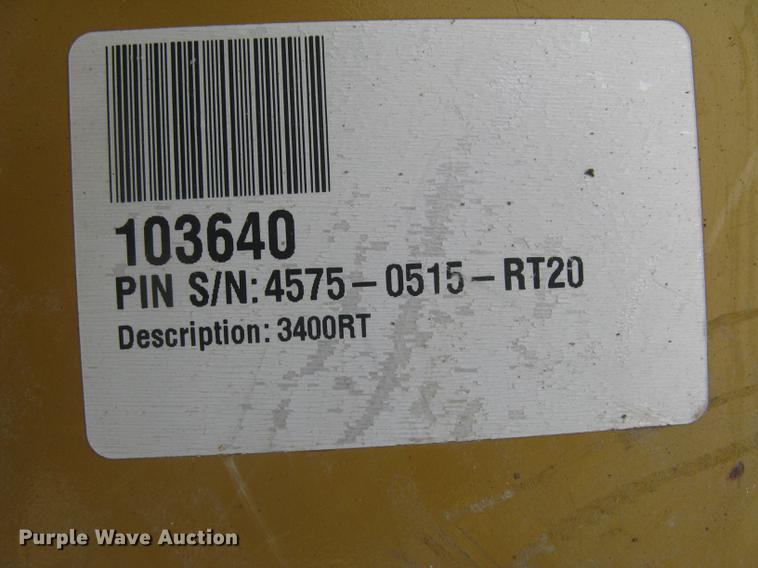 103640
PIN S/N: 4575-0515-RT20
Description: 3400RT
Purple Wave Auction